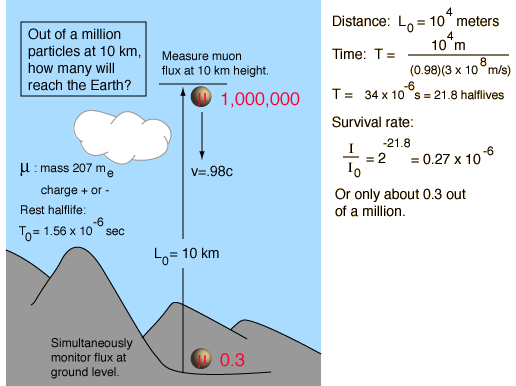 Out of a million
particles at 10 km,
how many will
reach the Earth?
Measure muon
flux at 10 km height.
μ 1,000,000
v=.98c
μ : mass 207 mₑ
charge + or -
Rest halflife:
T₀= 1.56 x 10⁻⁶ sec
L₀= 10 km
Simultaneously
monitor flux at
ground level.
μ 0.3
Distance: L₀ = 10⁴ meters
Time: T = 10⁴m
(0.98)(3 x 10⁸m/s)
T = 34 x 10⁻⁶s = 21.8 halflives
Survival rate:
I
I₀ = 2⁻²¹·⁸ = 0.27 x 10⁻⁶
Or only about 0.3 out
of a million.